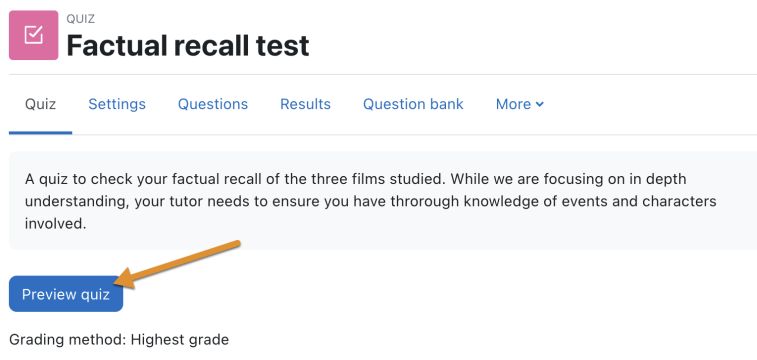 QUIZ
Factual recall test
Quiz Settings Questions Results Question bank More
A quiz to check your factual recall of the three films studied. While we are focusing on in depth
understanding, your tutor needs to ensure you have throrough knowledge of events and characters
involved.
Preview quiz
Grading method: Highest grade